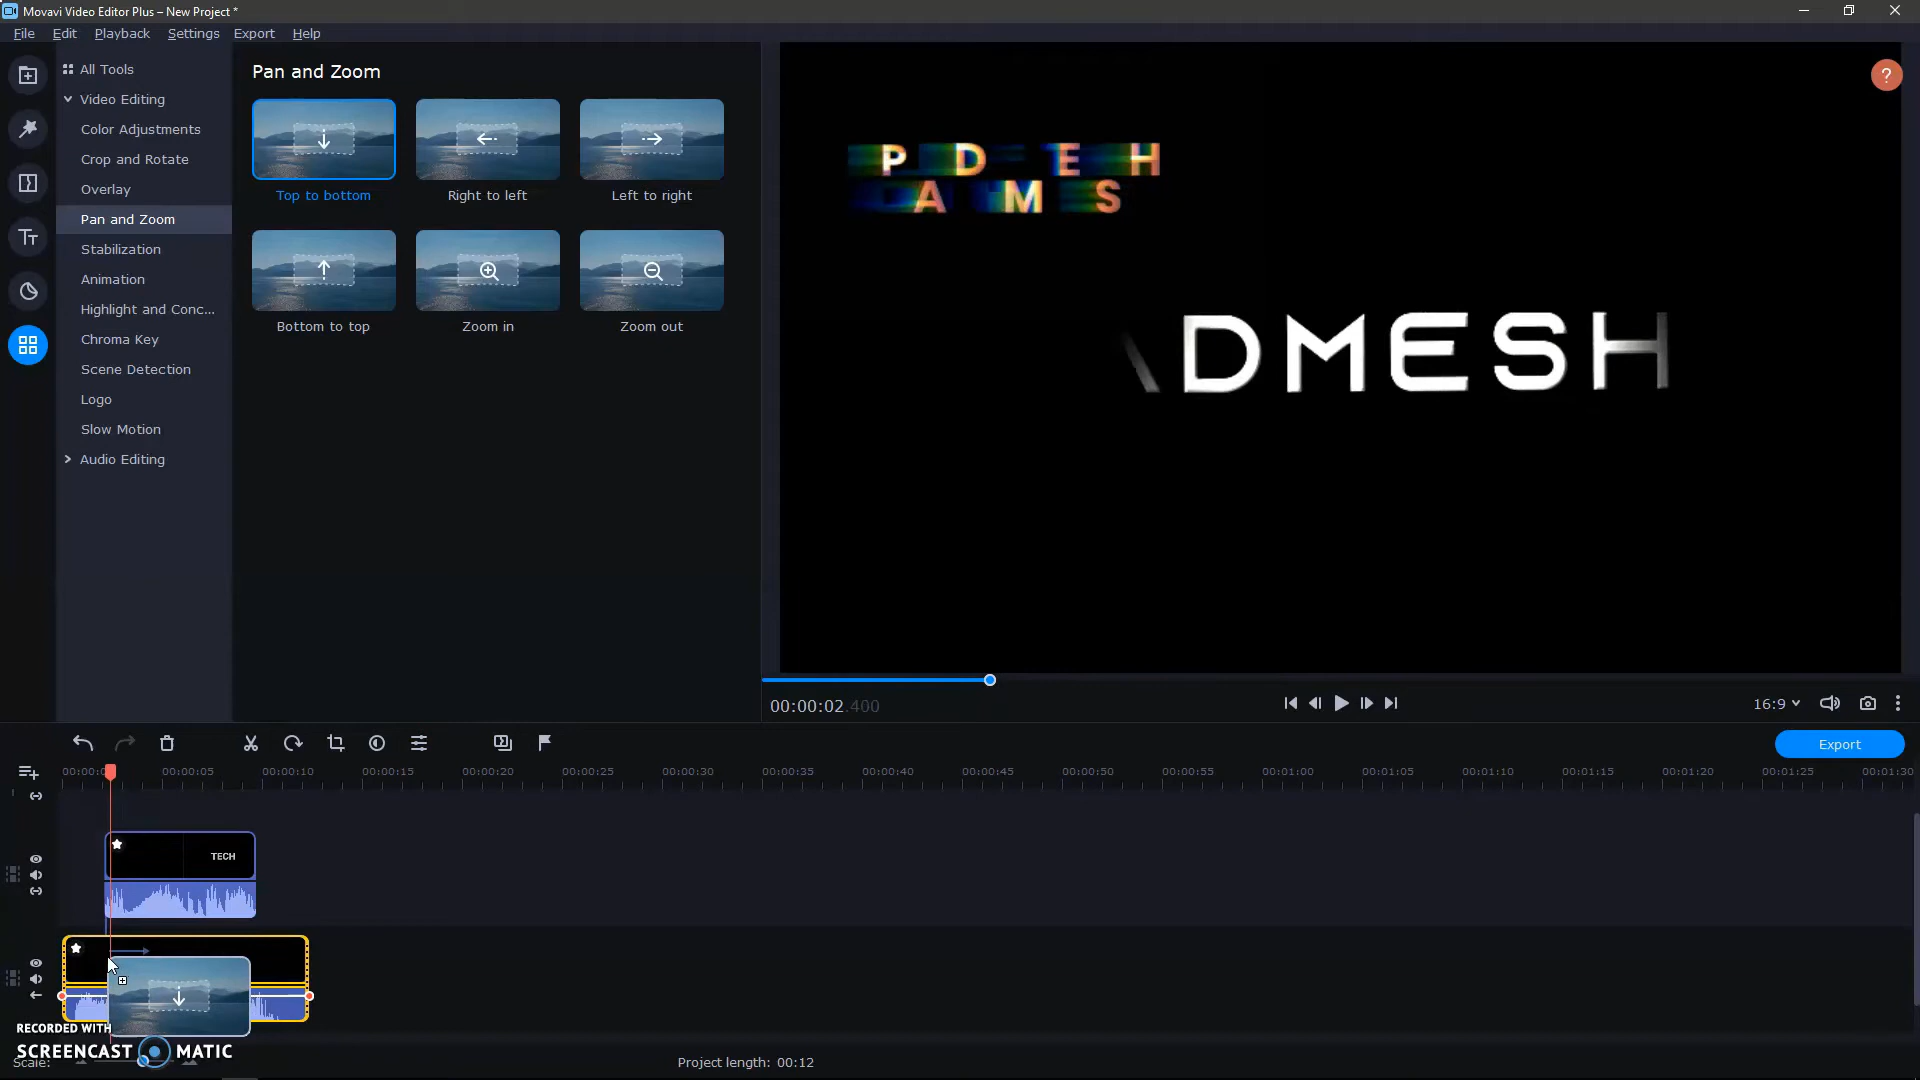 Movavi Video Editor Plus – New Project *
File Edit Playback Settings Export Help
All Tools
Video Editing
Color Adjustments
Crop and Rotate
Overlay
Pan and Zoom
Stabilization
Animation
Highlight and Conc...
Chroma Key
Scene Detection
Logo
Slow Motion
Audio Editing
Pan and Zoom
Top to bottom Right to left Left to right
Bottom to top Zoom in Zoom out
?
P D E H
A M S
DMESH
00:00:02.400
16:9
Export
00:00:05 00:00:10 00:00:15 00:00:20 00:00:25 00:00:30 00:00:35 00:00:40 00:00:45 00:00:50 00:00:55 00:01:00 00:01:05 00:01:10 00:01:15 00:01:20 00:01:25 00:01:30
TECH
RECORDED WITH
SCREENCAST MATIC
Scale:
Project length: 00:12